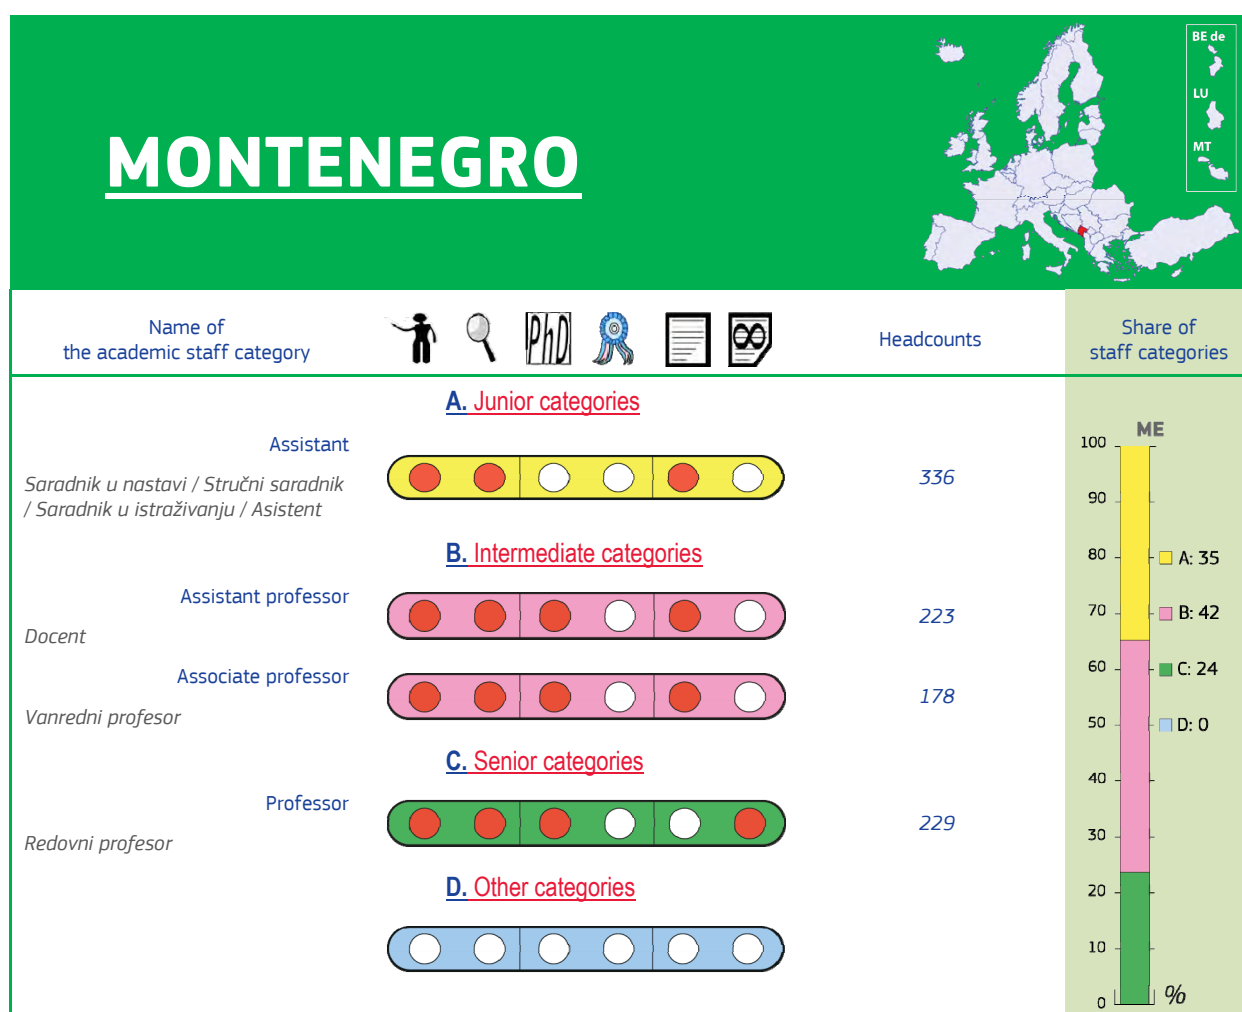 BE de
LU
MT
MONTENEGRO
Name of
the academic staff category
PhD
∞
Headcounts
Share of
staff categories
A. Junior categories
Assistant
Saradnik u nastavi / Stručni saradnik
/ Saradnik u istraživanju / Asistent
336
B. Intermediate categories
Assistant professor
Docent
223
Associate professor
Vanredni profesor
178
C. Senior categories
Professor
Redovni profesor
229
D. Other categories
ME
100
90
80
70
60
50
40
30
20
10
0
%
A: 35
B: 42
C: 24
D: 0